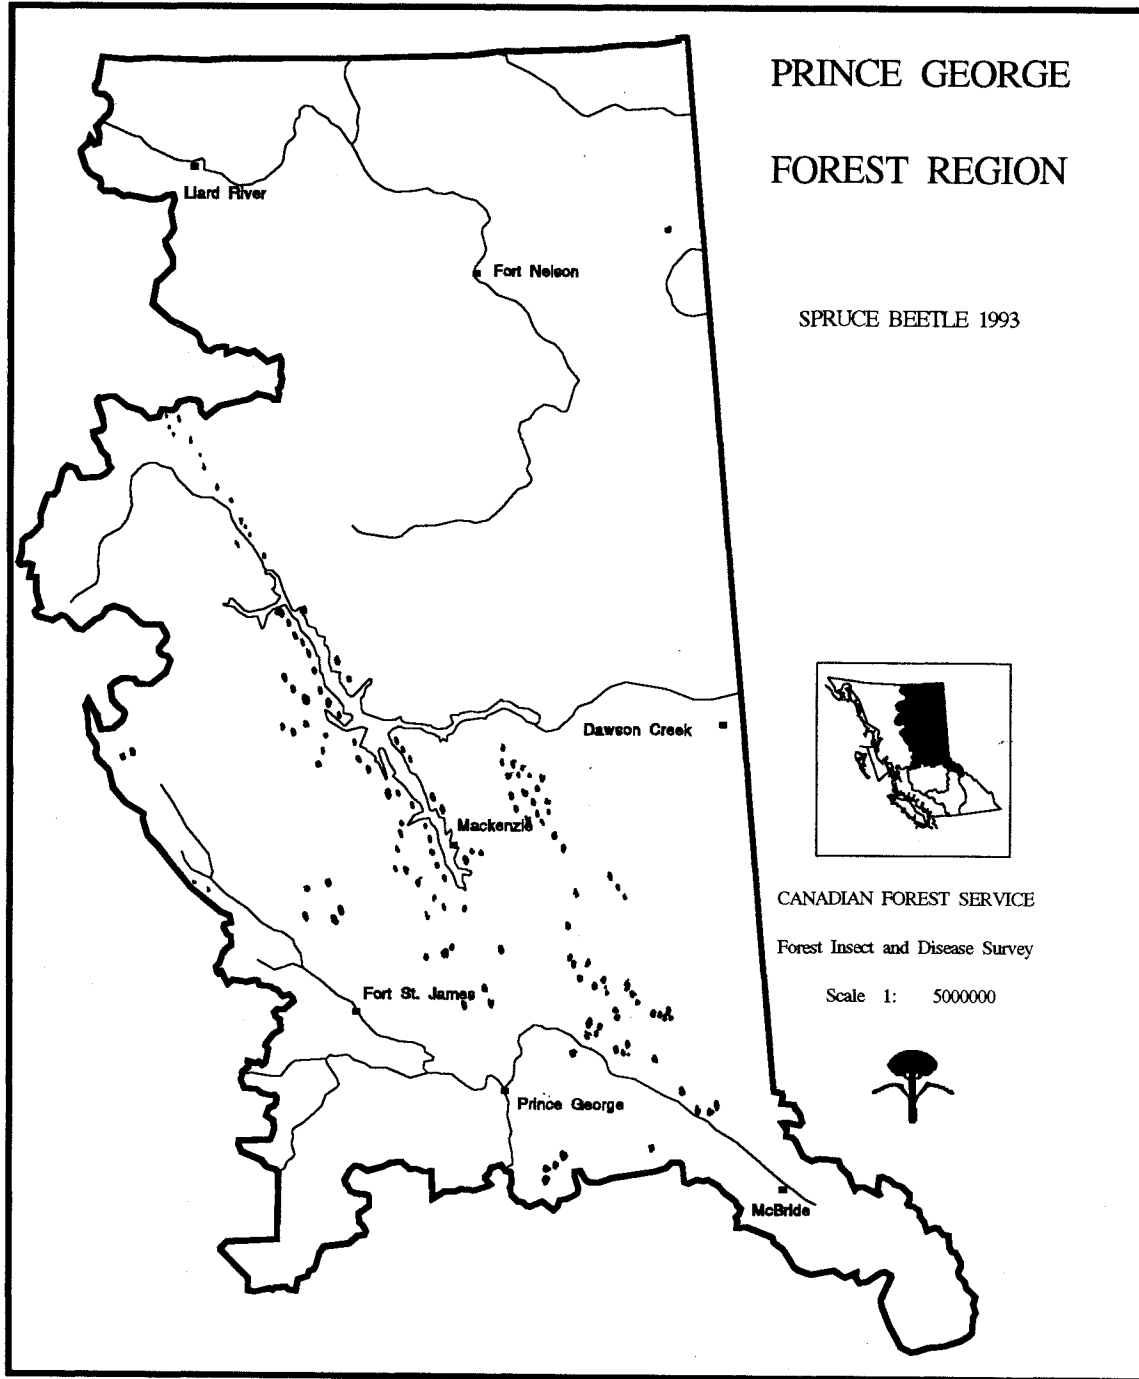 PRINCE GEORGE
FOREST REGION
SPRUCE BEETLE 1993
Liard River
Fort Nelson
Dawson Creek
Mackenzie
CANADIAN FOREST SERVICE
Forest Insect and Disease Survey
Scale 1: 5000000
Fort St. James
Prince George
McBride